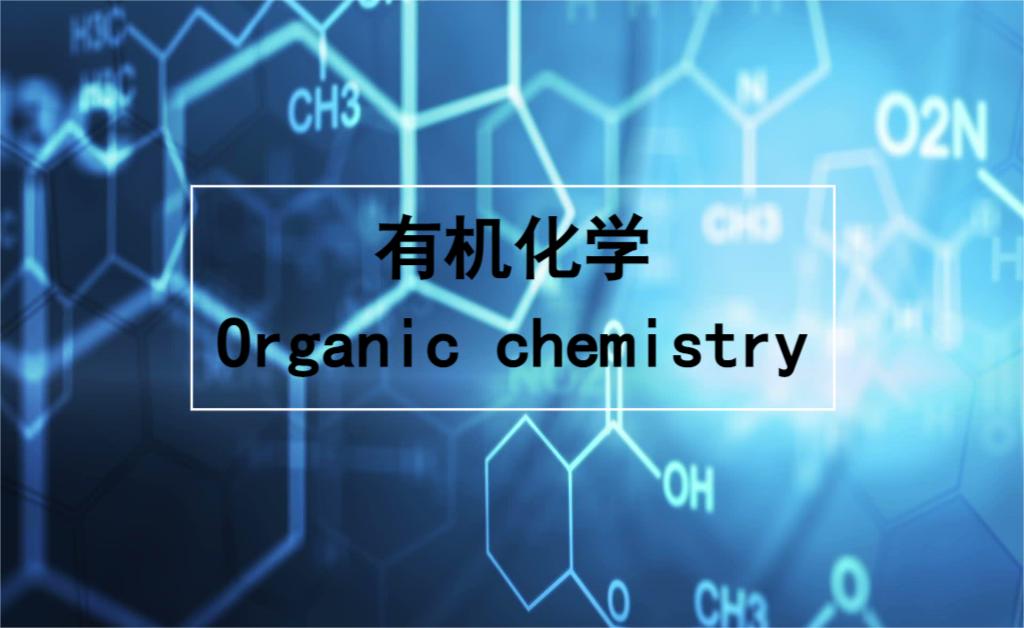 H3C
H3C
CH3
N
O2N
CH3
H
有机化学
Organic chemistry
OH
O
CH3
O